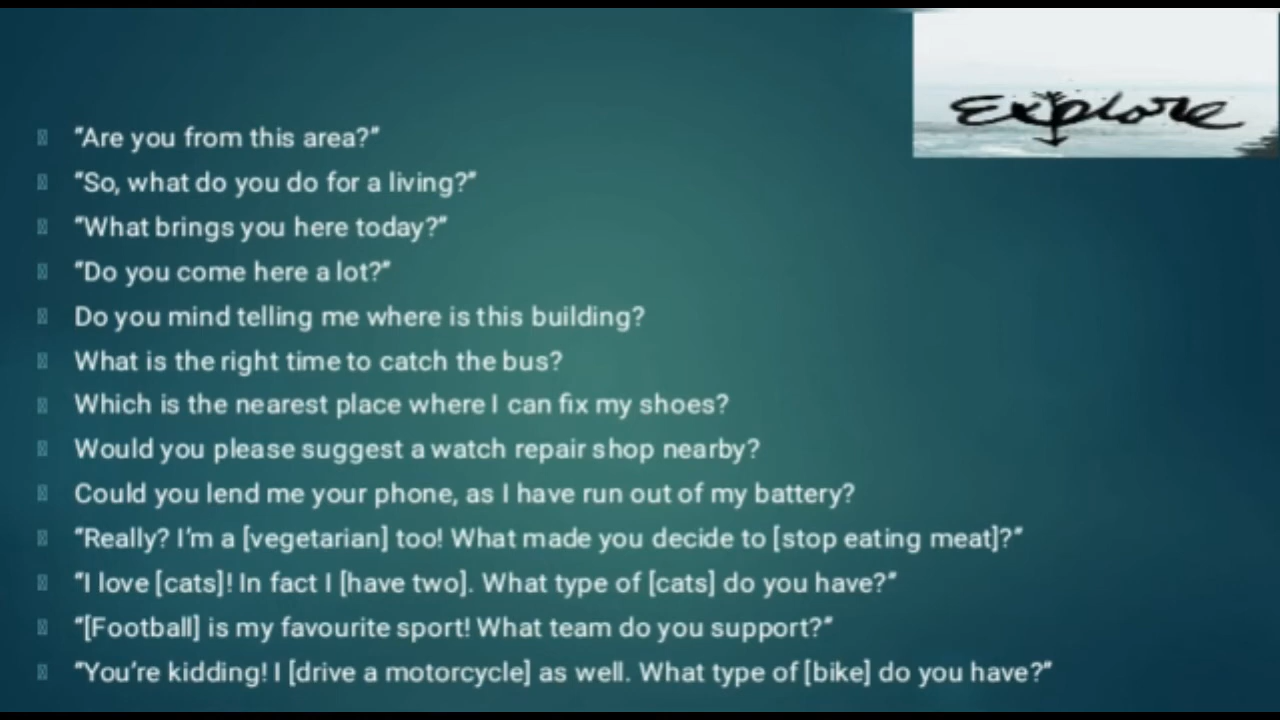 Explore
“Are you from this area?”
“So, what do you do for a living?”
“What brings you here today?”
“Do you come here a lot?”
Do you mind telling me where is this building?
What is the right time to catch the bus?
Which is the nearest place where I can fix my shoes?
Would you please suggest a watch repair shop nearby?
Could you lend me your phone, as I have run out of my battery?
“Really? I’m a [vegetarian] too! What made you decide to [stop eating meat]?”
“I love [cats]! In fact I [have two]. What type of [cats] do you have?”
“[Football] is my favourite sport! What team do you support?”
“You’re kidding! I [drive a motorcycle] as well. What type of [bike] do you have?”